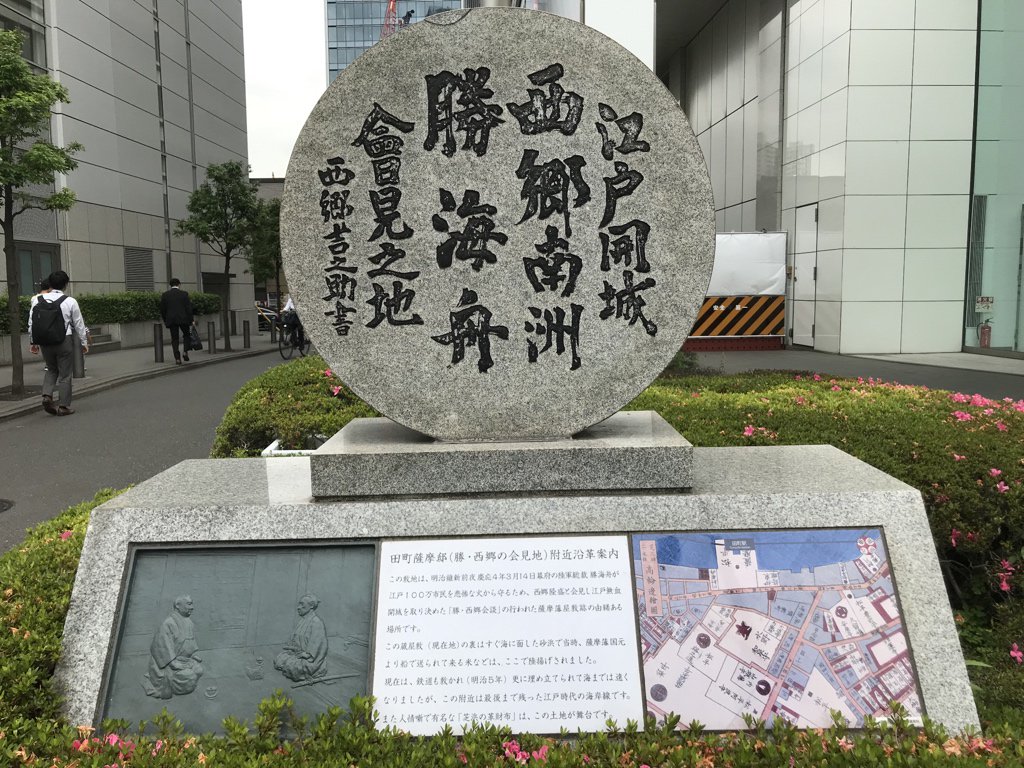 江戸開城
西郷南洲
勝海舟
會見之地
西郷吉之助書
田町薩摩邸(勝・西郷の会見地)附近沿革案内
この敷地は、明治維新前夜慶応4年3月14日幕府の陸軍総裁 勝海舟が
江戸100万市民を悲惨な火から守るため、西郷隆盛と会見し江戸無血
開城を取り決めた「勝・西郷会談」の行われた薩摩藩屋敷跡の由緒ある
場所です。
この蔵屋敷(現在地)の裏はすぐ海に面した砂浜で当時、薩摩藩国元
より船で送られて来る米などは、ここで陸揚げされました。
現在は、鉄道も敷かれ(明治5年)更に埋め立てられて海までは遠く
なりましたが、この附近は最後まで残った江戸時代の海岸線です。
また人情噺で有名な「芝浜の革財布」は、この土地が舞台です。
高輪邊絵圖
田町駅